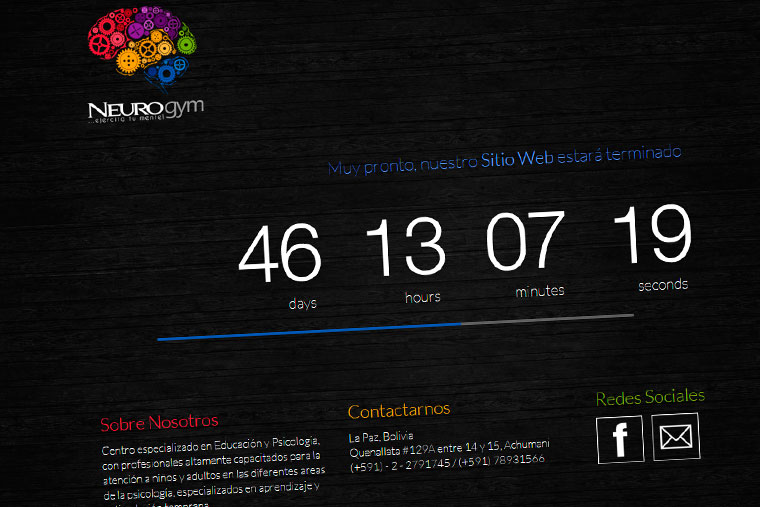 NEUROgym
...ejercita tu mente!
Muy pronto, nuestro Sitio Web estará terminado
46 13 07 19
days hours minutes seconds
Sobre Nosotros
Centro especializado en Educación y Psicología,
con profesionales altamente capacitados para la
atención a ninos y adultos en las diferentes areas
de la psicología, especializados en aprendizaje y
Contactarnos
La Paz, Bolivia
Quenallata #129A entre 14 y 15, Achumani
(+591) - 2 - 2791745 / (+591) 78931566
Redes Sociales
f